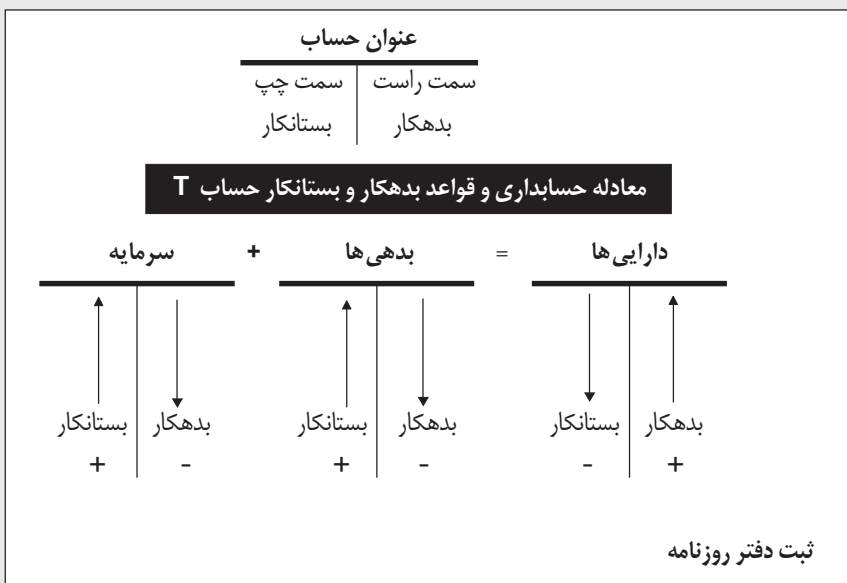 عنوان حساب
سمت راست سمت چپ
بدهکار بستانکار
معادله حسابداری و قواعد بدهکار و بستانکار حساب T
دارایی‌ها = بدهی‌ها + سرمایه
بدهکار بستانکار بدهکار بستانکار بدهکار بستانکار
+ - - + - +
ثبت دفتر روزنامه